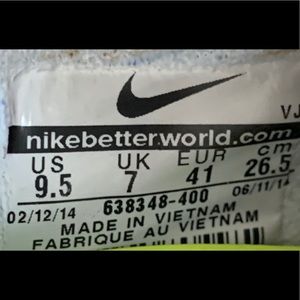 VJ
nikebetterworld.com
US UK EUR cm
9.5 7 41 26.5
02/12/14 638348-400 06/11/14
MADE IN VIETNAM
FABRIQUE AU VIETNAM